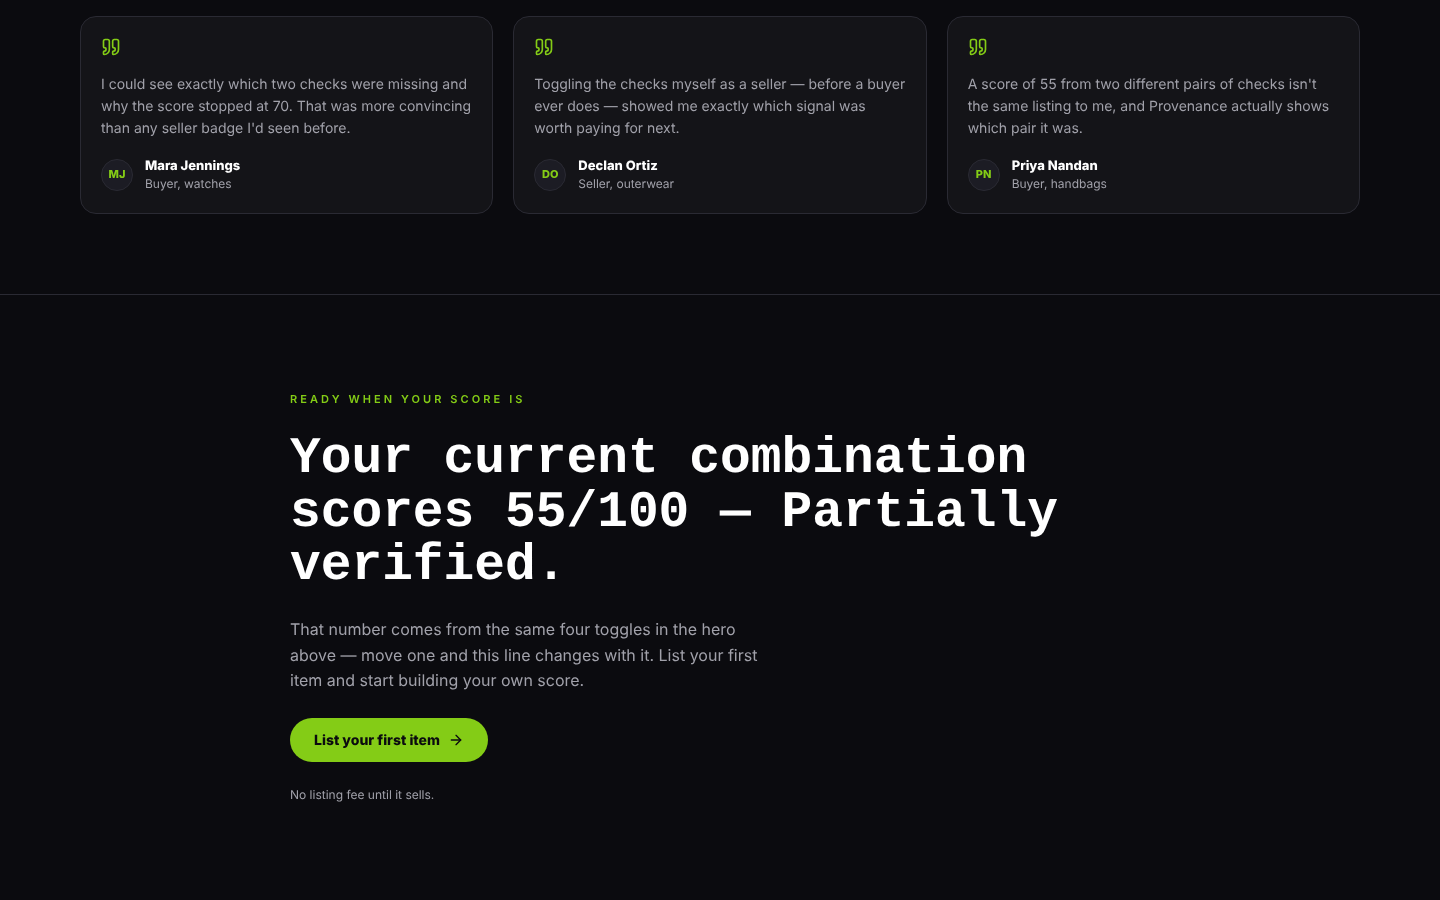 I could see exactly which two checks were missing and
why the score stopped at 70. That was more convincing
than any seller badge I'd seen before.
MJ
Mara Jennings
Buyer, watches
Toggling the checks myself as a seller — before a buyer
ever does — showed me exactly which signal was
worth paying for next.
DO
Declan Ortiz
Seller, outerwear
A score of 55 from two different pairs of checks isn't
the same listing to me, and Provenance actually shows
which pair it was.
PN
Priya Nandan
Buyer, handbags
READY WHEN YOUR SCORE IS
Your current combination
scores 55/100 — Partially
verified.
That number comes from the same four toggles in the hero
above — move one and this line changes with it. List your first
item and start building your own score.
List your first item
No listing fee until it sells.